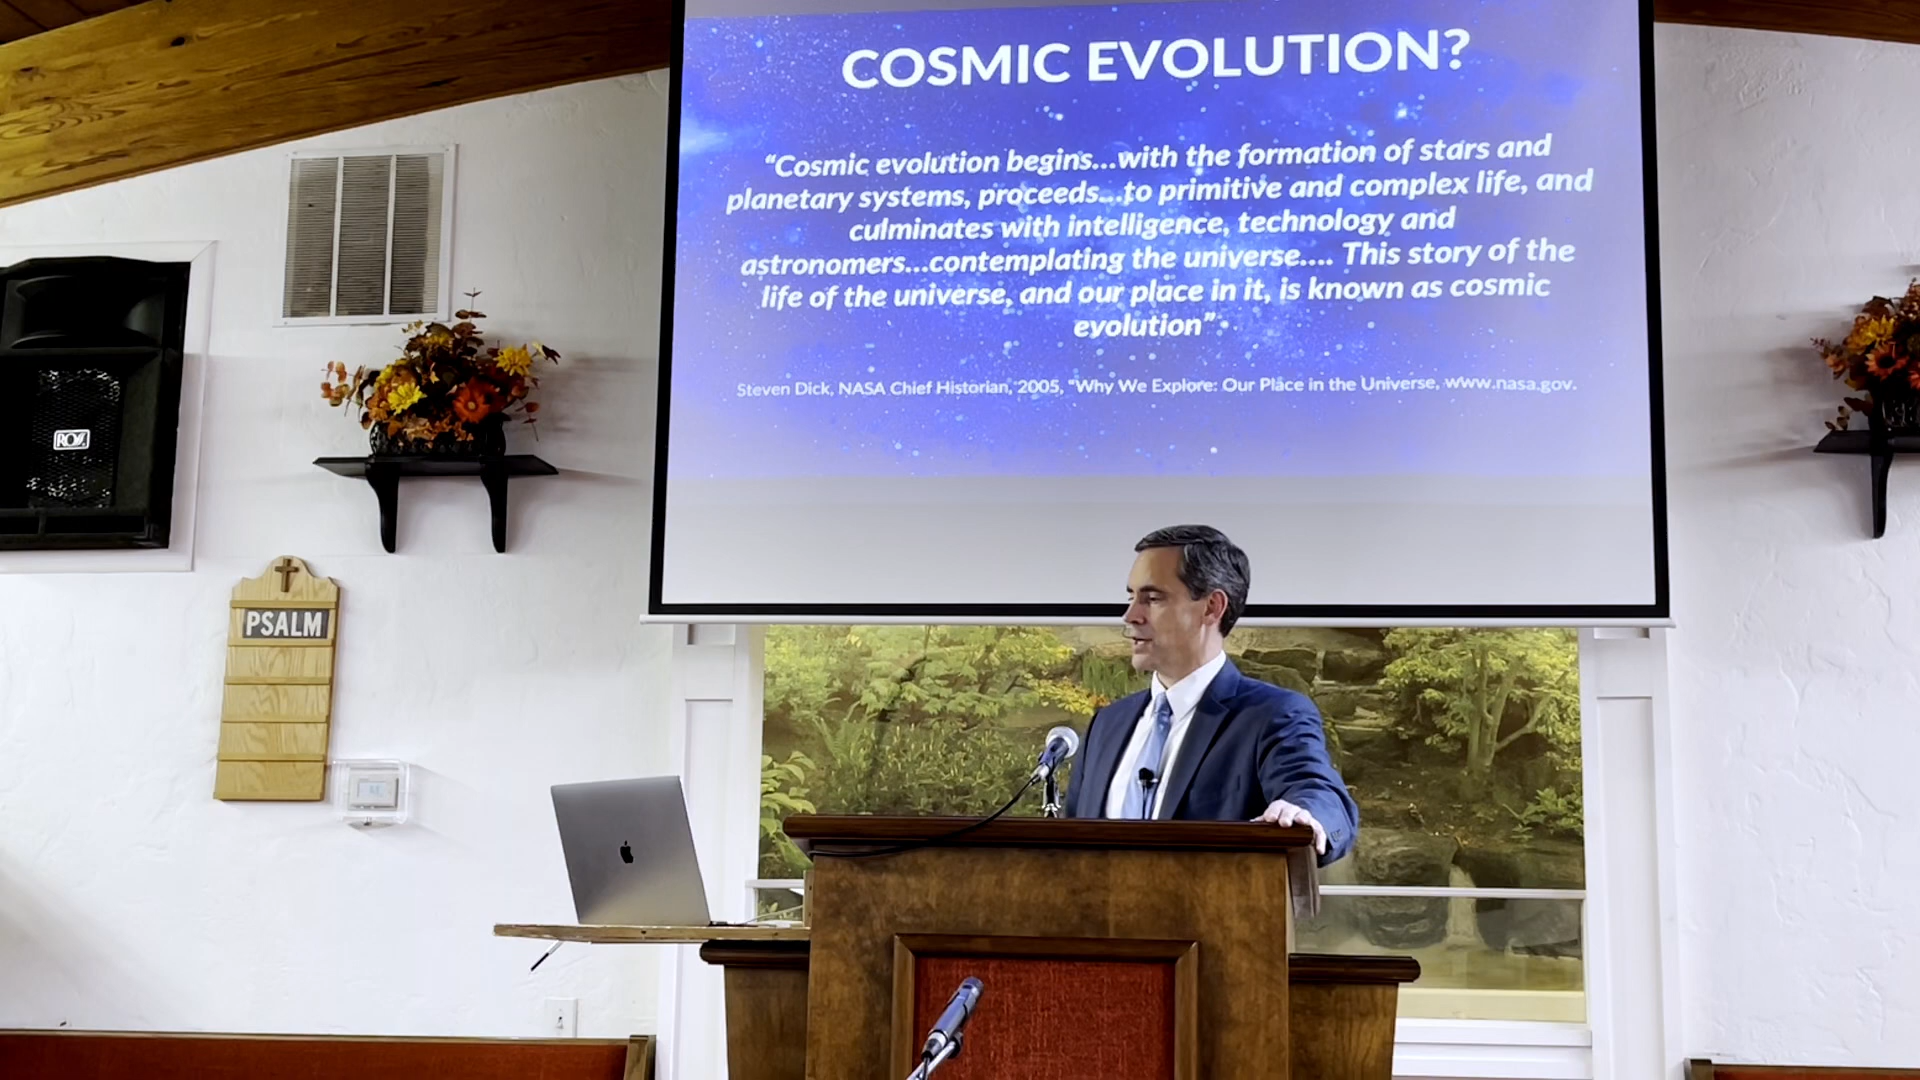 COSMIC EVOLUTION?
“Cosmic evolution begins...with the formation of stars and
planetary systems, proceeds...to primitive and complex life, and
culminates with intelligence, technology and
astronomers...contemplating the universe.... This story of the
life of the universe, and our place in it, is known as cosmic
evolution”
Steven Dick, NASA Chief Historian, 2005, "Why We Explore: Our Place in the Universe, www.nasa.gov.
PSALM